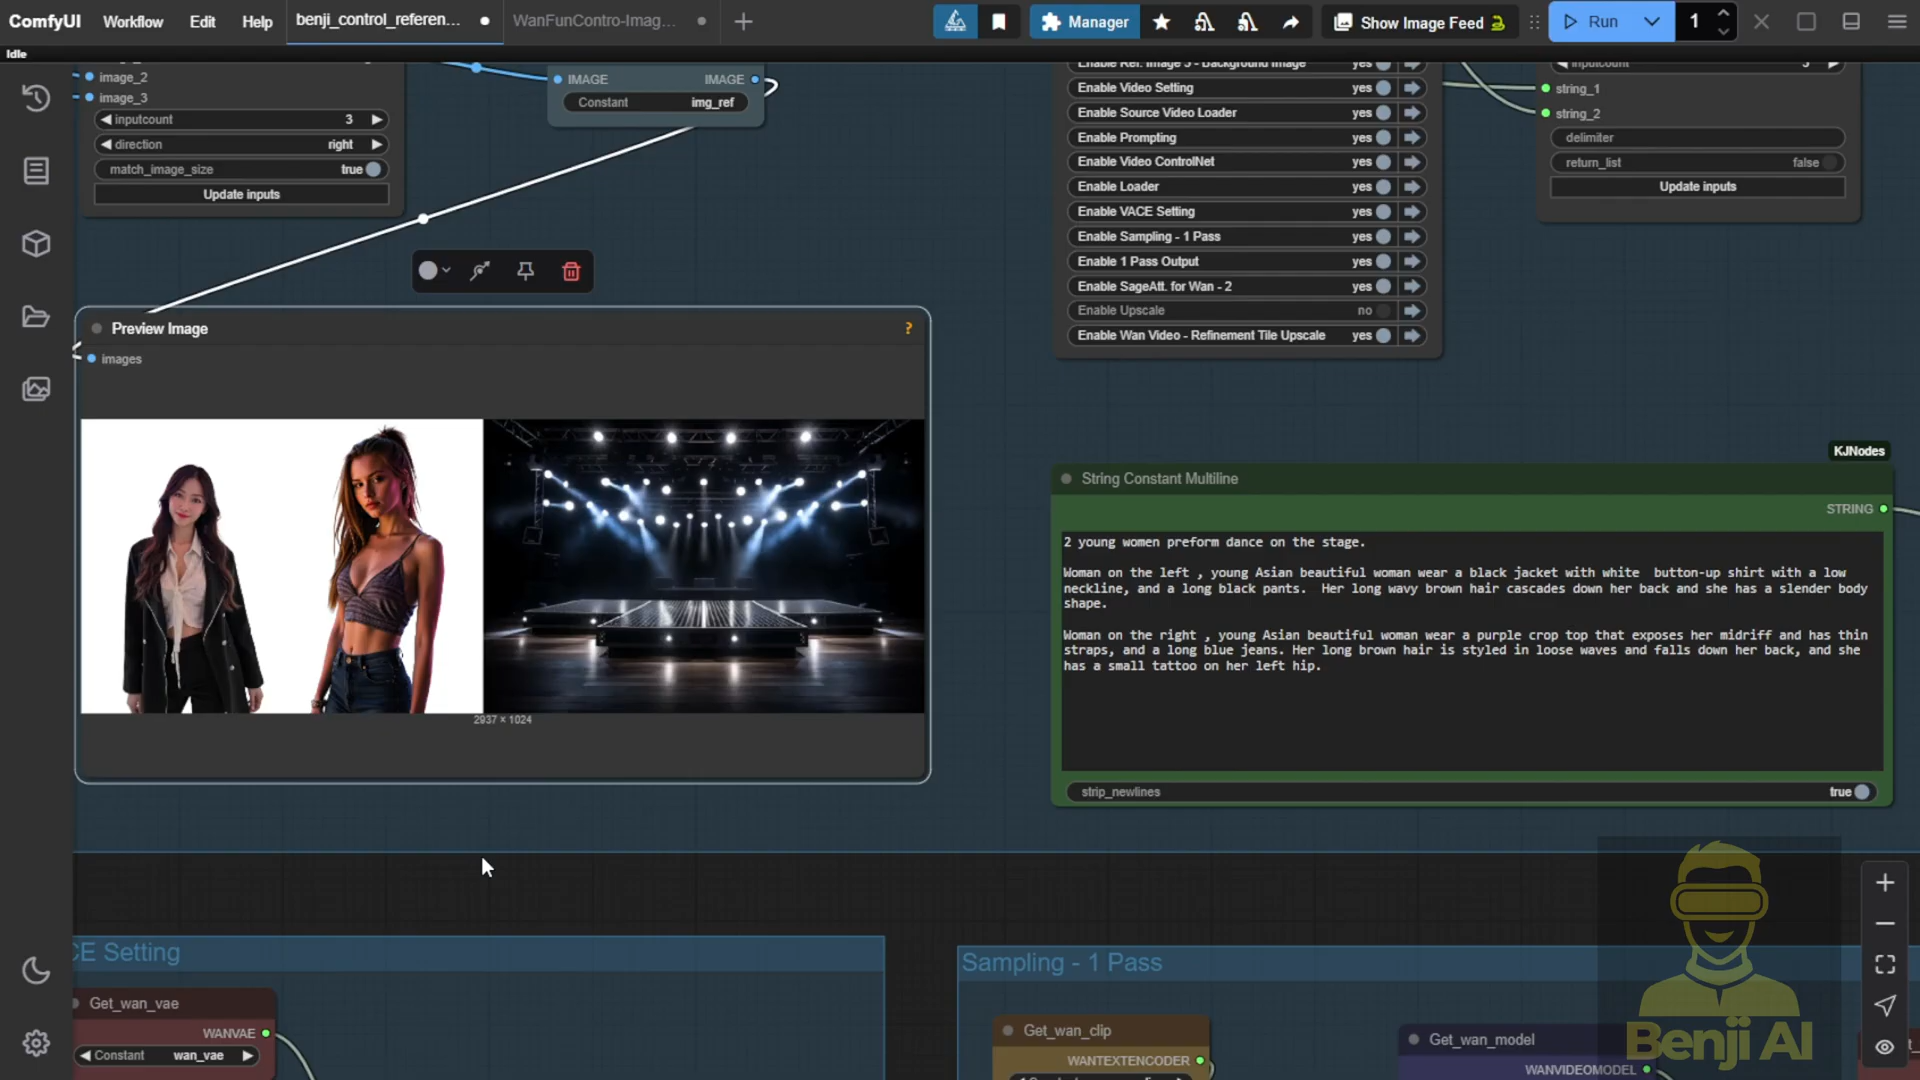 ComfyUI
Workflow
Edit
Help
benji_control_referen...
WanFunContro-Imag...
Manager
Show Image Feed
Run
1
Idle
image_2
image_3
inputcount 3
direction right
match_image_size true
Update inputs
IMAGE IMAGE
Constant img_ref
Enable Ref. Image 3 - Background Image yes
Enable Video Setting yes
Enable Source Video Loader yes
Enable Prompting yes
Enable Video ControlNet yes
Enable Loader yes
Enable VACE Setting yes
Enable Sampling - 1 Pass yes
Enable 1 Pass Output yes
Enable SageAtt. for Wan - 2 yes
Enable Upscale no
Enable Wan Video - Refinement Tile Upscale yes
inputcount 3
string_1
string_2
delimiter
return_list false
Update inputs
Preview Image ?
images
2937 × 1024
KJNodes
String Constant Multiline
STRING
2 young women preform dance on the stage.
Woman on the left , young Asian beautiful woman wear a black jacket with white  button-up shirt with a low
neckline, and a long black pants.  Her long wavy brown hair cascades down her back and she has a slender body
shape.
Woman on the right , young Asian beautiful woman wear a purple crop top that exposes her midriff and has thin
straps, and a long blue jeans. Her long brown hair is styled in loose waves and falls down her back, and she
has a small tattoo on her left hip.
strip_newlines true
CE Setting
Get_wan_vae
WANVAE
Constant wan_vae
Sampling - 1 Pass
Get_wan_clip
WANTEXTENCODER
Get_wan_model
WANVIDEOMODEL
Benji AI